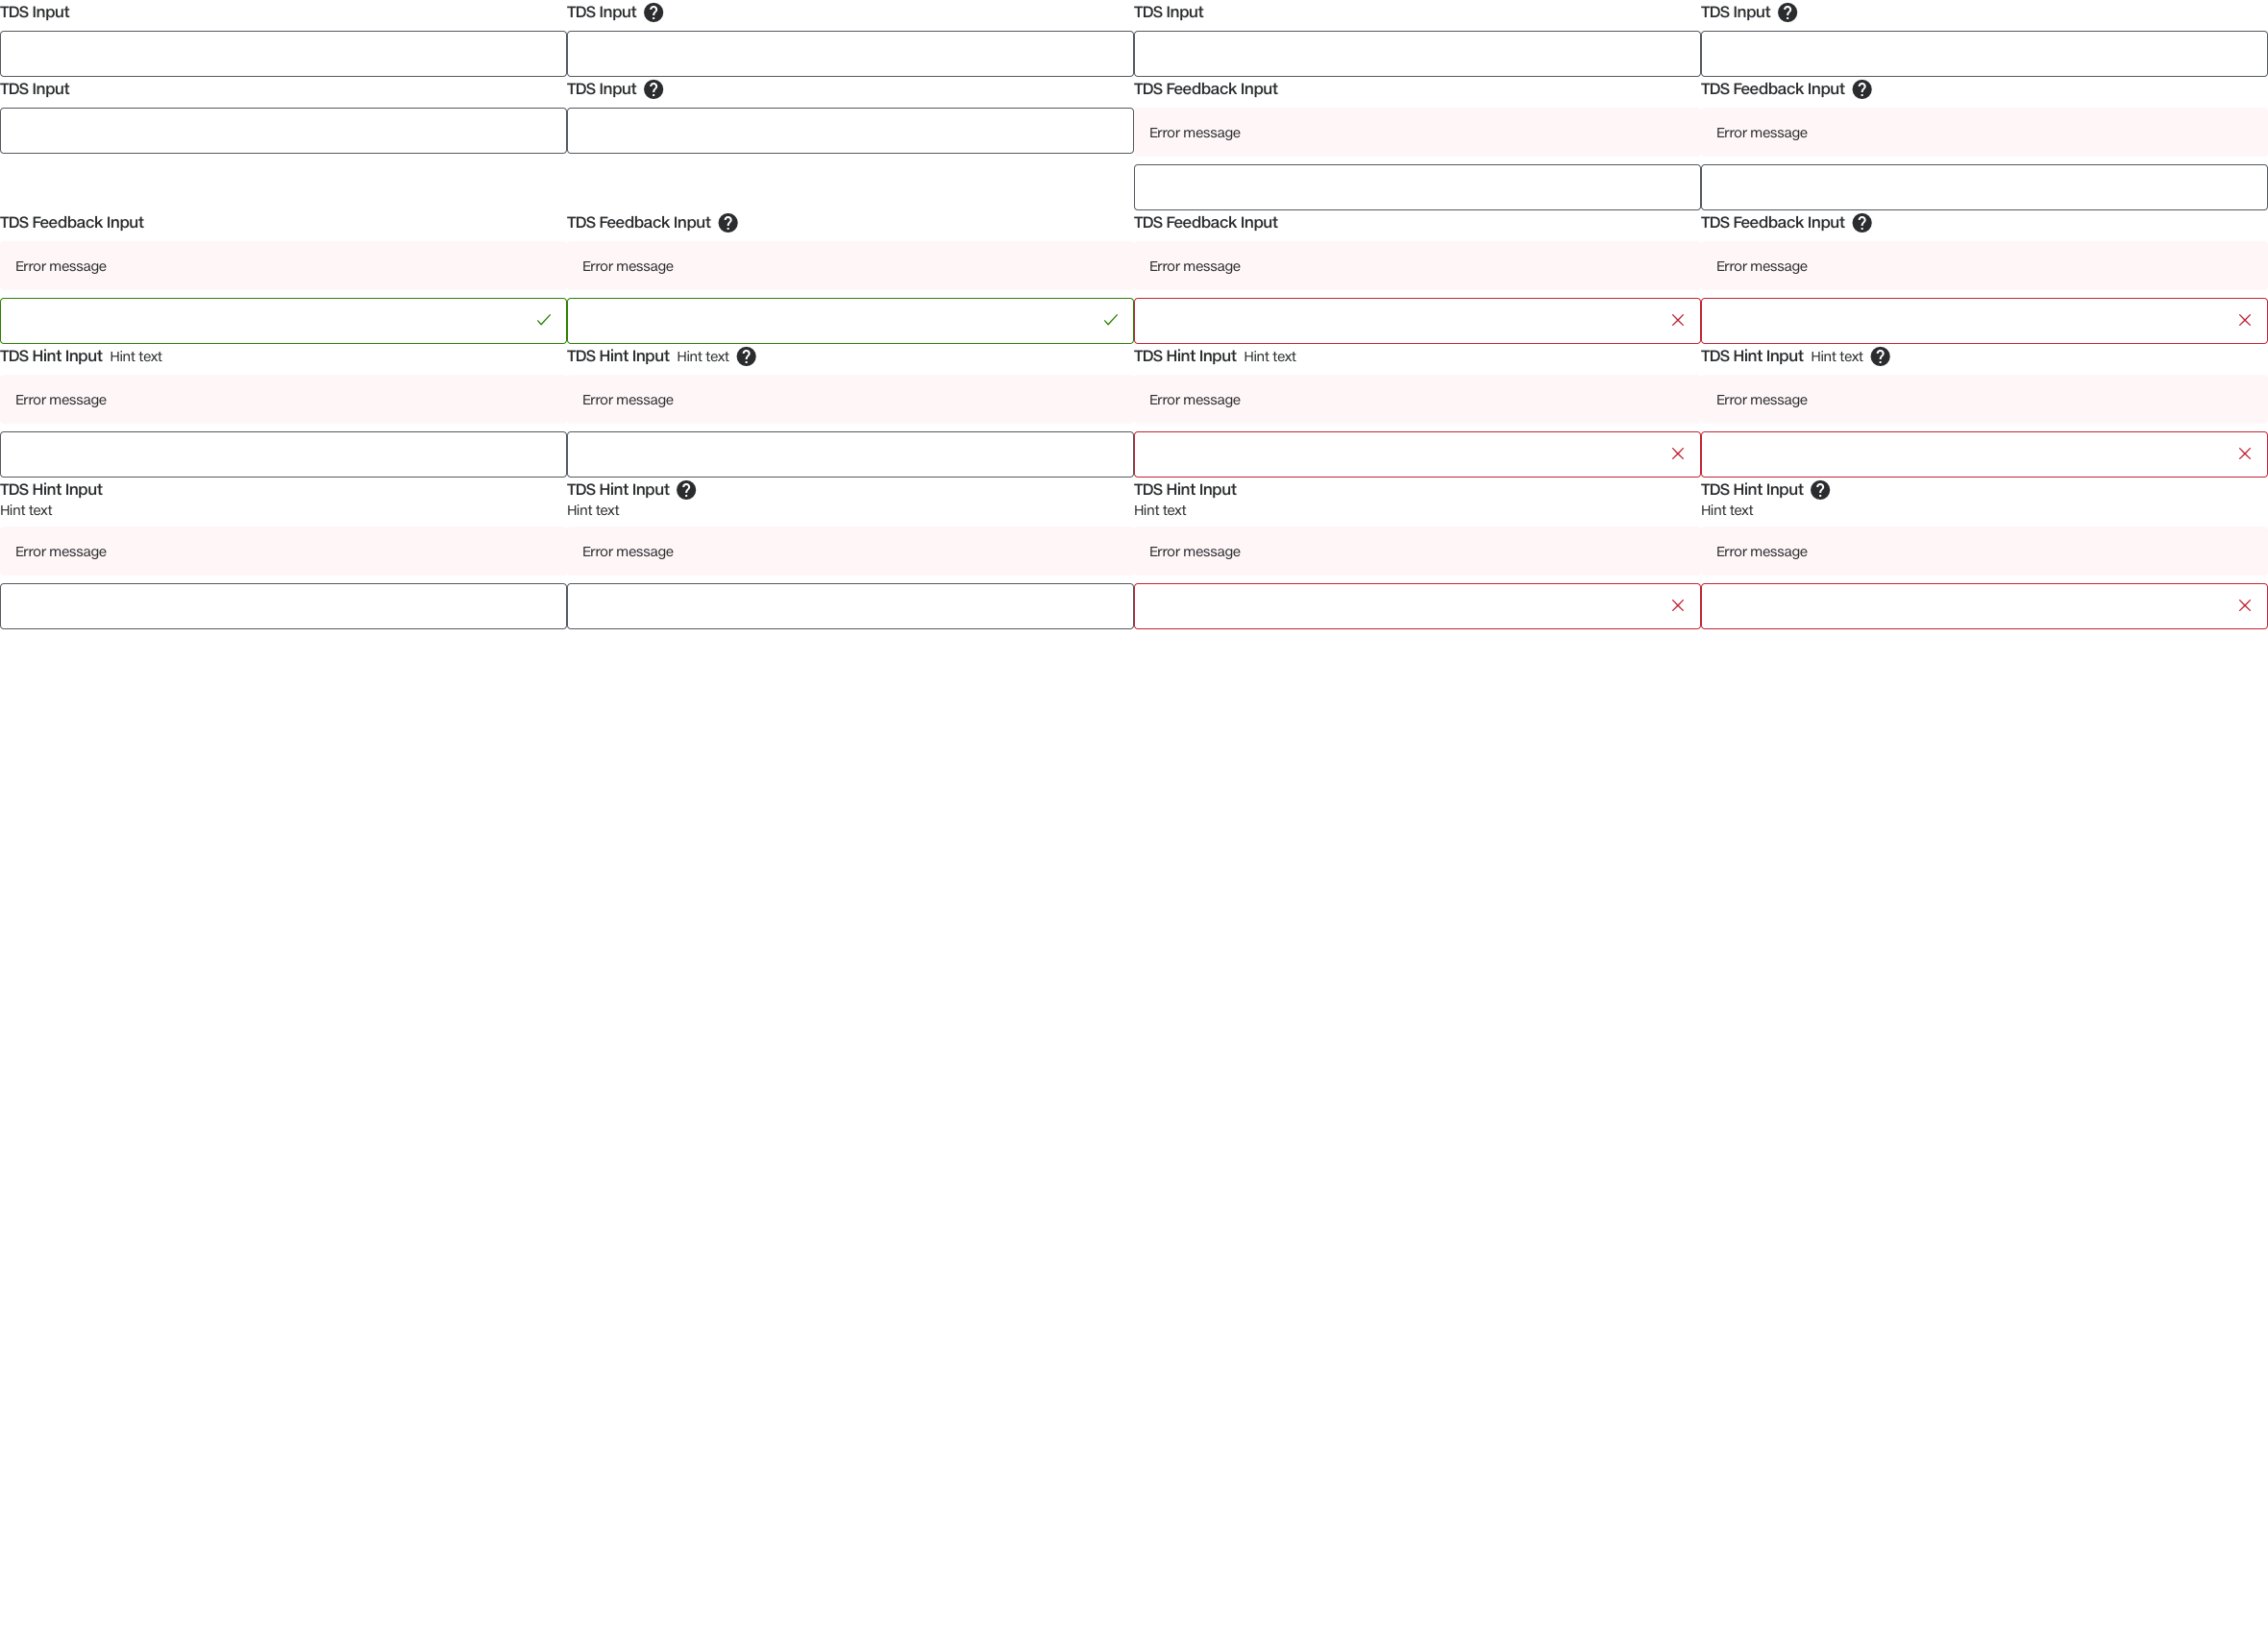 TDS Input TDS Input TDS Input TDS Input
TDS Input TDS Input TDS Feedback Input TDS Feedback Input
Error message Error message
TDS Feedback Input TDS Feedback Input TDS Feedback Input TDS Feedback Input
Error message Error message Error message Error message
TDS Hint Input Hint text TDS Hint Input Hint text TDS Hint Input Hint text TDS Hint Input Hint text
Error message Error message Error message Error message
TDS Hint Input TDS Hint Input TDS Hint Input TDS Hint Input
Hint text Hint text Hint text Hint text
Error message Error message Error message Error message